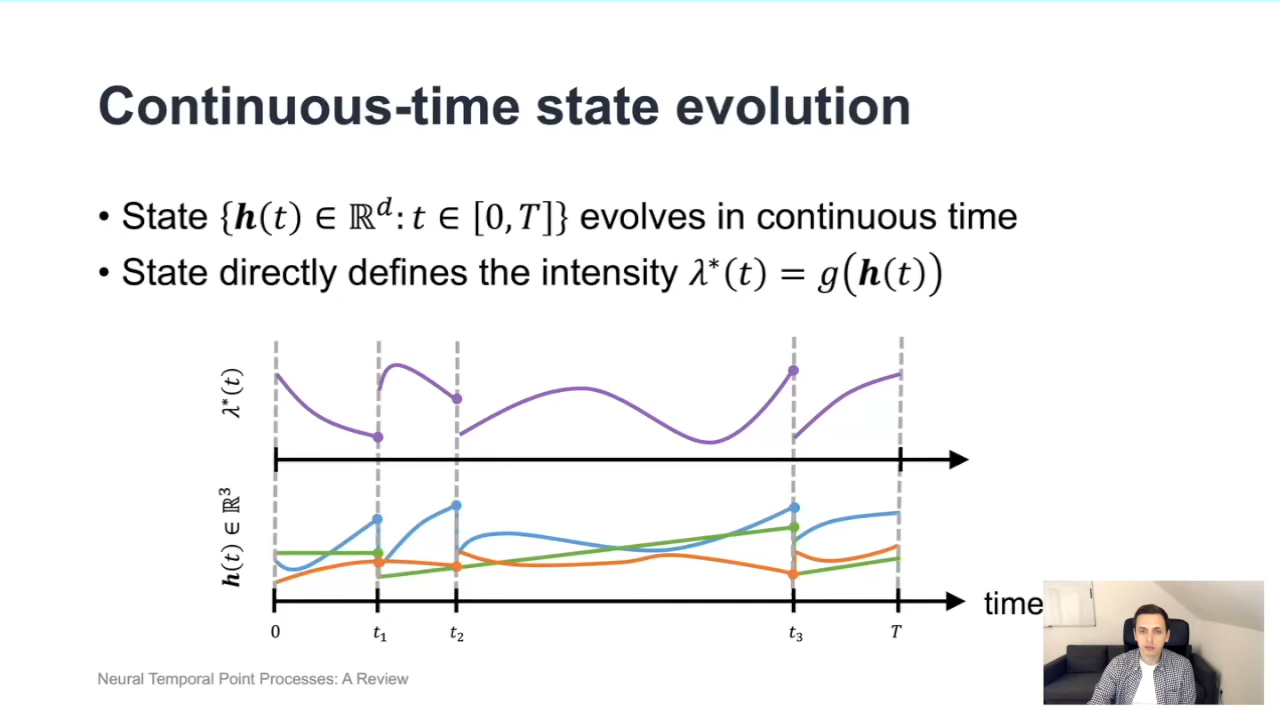 Continuous-time state evolution
• State {𝒉(𝑡) ∈ ℝ^𝑑: 𝑡 ∈ [0, 𝑇]} evolves in continuous time
• State directly defines the intensity 𝜆*(𝑡) = 𝑔(𝒉(𝑡))
𝜆*(𝑡)
𝒉(𝑡) ∈ ℝ³
time
0 𝑡₁ 𝑡₂ 𝑡₃ 𝑇
Neural Temporal Point Processes: A Review